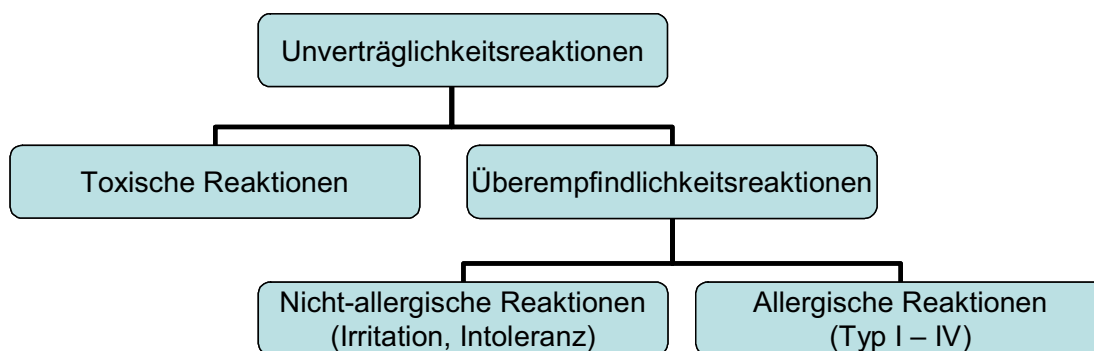 Unverträglichkeitsreaktionen
Toxische Reaktionen
Überempfindlichkeitsreaktionen
Nicht-allergische Reaktionen
(Irritation, Intoleranz)
Allergische Reaktionen
(Typ I – IV)